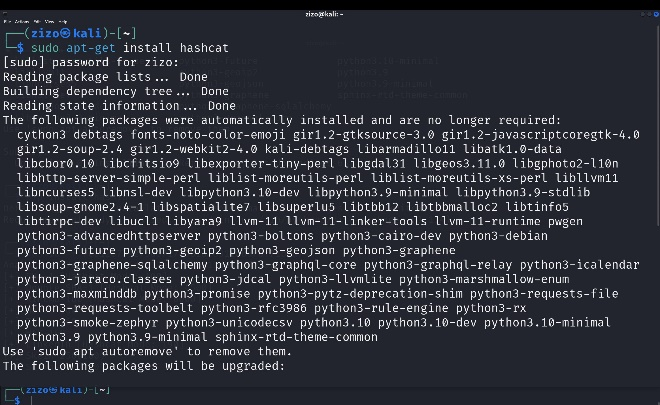 zizo@kali: ~
File Actions Edit View Help
┌──(zizo㉿kali)-[~]
└─$ sudo apt-get install hashcat
[sudo] password for zizo:
Reading package lists... Done
Building dependency tree... Done
Reading state information... Done
The following packages were automatically installed and are no longer required:
cython3 debtags fonts-noto-color-emoji gir1.2-gtksource-3.0 gir1.2-javascriptcoregtk-4.0
gir1.2-soup-2.4 gir1.2-webkit2-4.0 kali-debtags libarmadillo11 libatk1.0-data
libcbor0.10 libcfitsio9 libexporter-tiny-perl libgdal31 libgeos3.11.0 libgphoto2-l10n
libhttp-server-simple-perl liblist-moreutils-perl liblist-moreutils-xs-perl libllvm11
libncurses5 libnsl-dev libpython3.10-dev libpython3.9-minimal libpython3.9-stdlib
libsoup-gnome2.4-1 libspatialite7 libsuperlu5 libtbb12 libtbbmalloc2 libtinfo5
libtirpc-dev libucl1 libyara9 llvm-11 llvm-11-linker-tools llvm-11-runtime pwgen
python3-advancedhttpserver python3-boltons python3-cairo-dev python3-debian
python3-future python3-geoip2 python3-geojson python3-graphene
python3-graphene-sqlalchemy python3-graphql-core python3-graphql-relay python3-icalendar
python3-jaraco.classes python3-jdcal python3-llvmlite python3-marshmallow-enum
python3-maxminddb python3-promise python3-pytz-deprecation-shim python3-requests-file
python3-requests-toolbelt python3-rfc3986 python3-rule-engine python3-rx
python3-smoke-zephyr python3-unicodecsv python3.10 python3.10-dev python3.10-minimal
python3.9 python3.9-minimal sphinx-rtd-theme-common
Use 'sudo apt autoremove' to remove them.
The following packages will be upgraded:
┌──(zizo㉿kali)-[~]
└─$